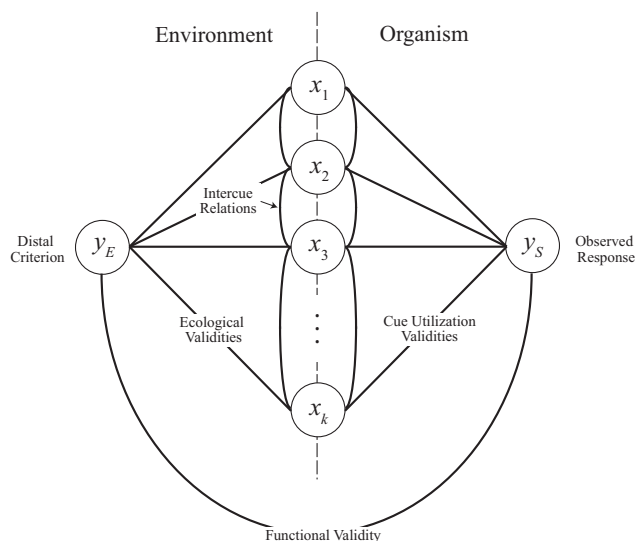 Environment
Organism
x1
x2
Intercue
Relations
Distal
Criterion
yE
x3
yS
Observed
Response
Ecological
Validities
Cue Utilization
Validities
xk
Functional Validity